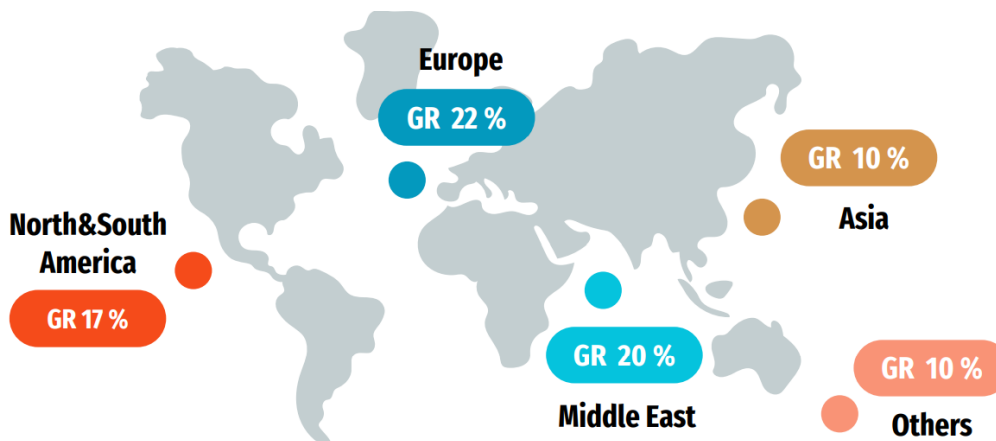 Europe
GR 22 %
GR 10 %
Asia
North&South
America
GR 17 %
GR 20 %
Middle East
GR 10 %
Others